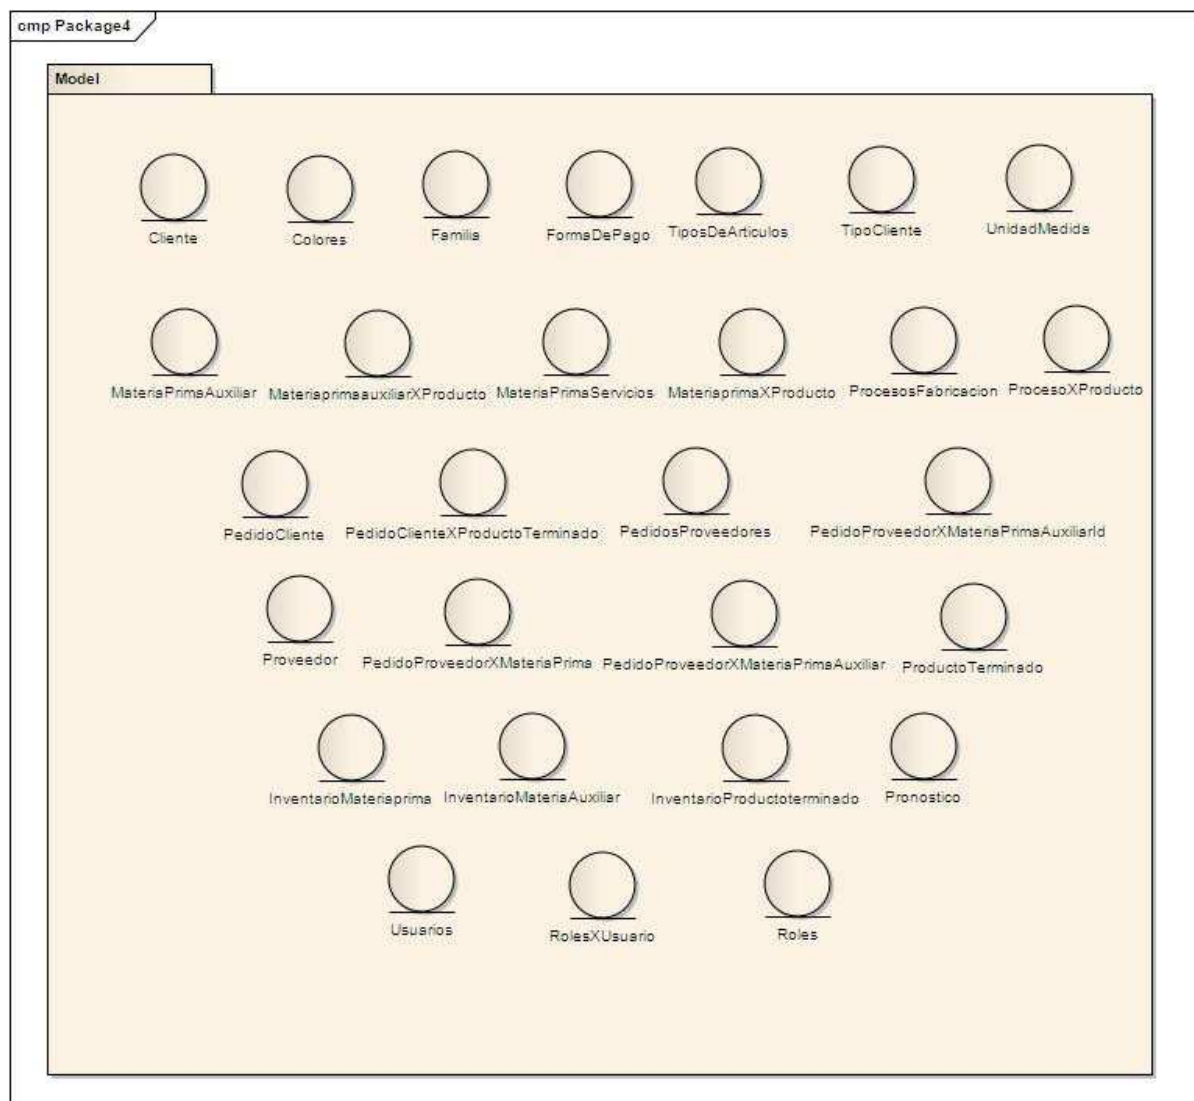 cmp Package4
Model
Cliente
Colores
Familia
FormaDePago
TiposDeArticulos
TipoCliente
UnidadMedida
MateriaPrimaAuxiliar
MateriaprimaauxiliarXProducto
MateriaPrimaServicios
MateriaprimaXProducto
ProcesosFabricacion
ProcesoXProducto
PedidoCliente
PedidoClienteXProductoTerminado
PedidosProveedores
PedidoProveedorXMateriaPrimaAuxiliarId
Proveedor
PedidoProveedorXMateriaPrima
PedidoProveedorXMateriaPrimaAuxiliar
ProductoTerminado
InventarioMateriaprima
InventarioMateriaAuxiliar
InventarioProductoterminado
Pronostico
Usuarios
RolesXUsuario
Roles